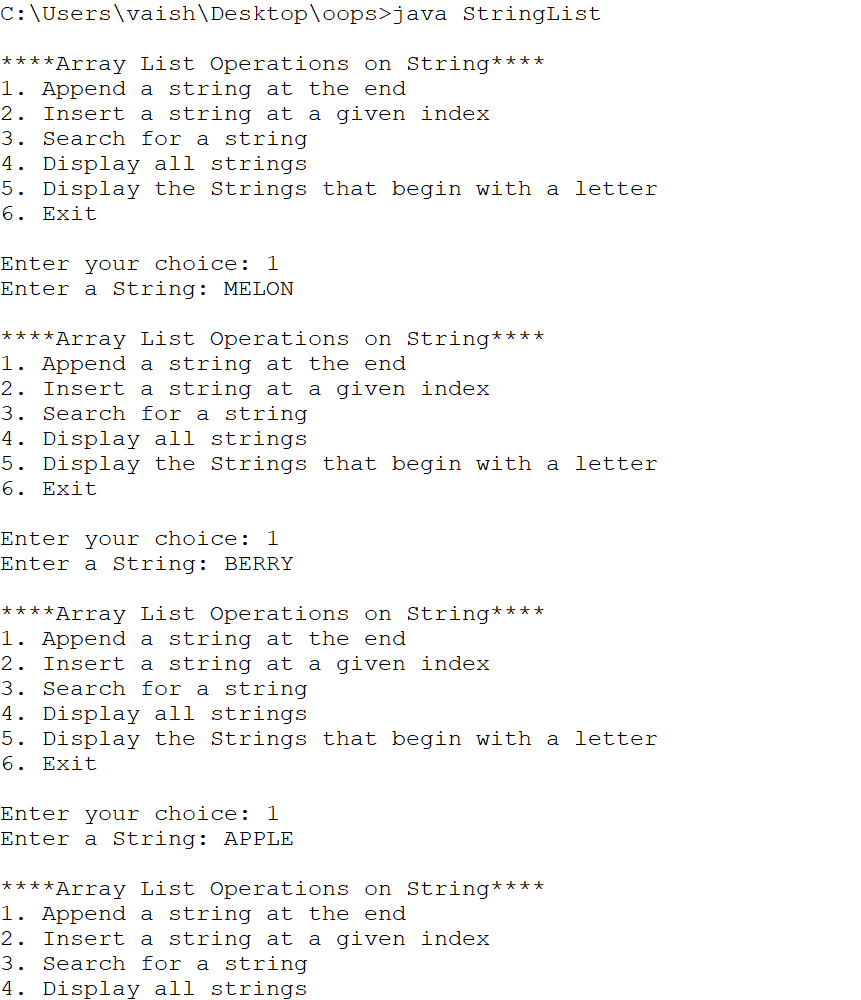 C:\Users\vaish\Desktop\oops>java StringList
****Array List Operations on String****
1. Append a string at the end
2. Insert a string at a given index
3. Search for a string
4. Display all strings
5. Display the Strings that begin with a letter
6. Exit
Enter your choice: 1
Enter a String: MELON
****Array List Operations on String****
1. Append a string at the end
2. Insert a string at a given index
3. Search for a string
4. Display all strings
5. Display the Strings that begin with a letter
6. Exit
Enter your choice: 1
Enter a String: BERRY
****Array List Operations on String****
1. Append a string at the end
2. Insert a string at a given index
3. Search for a string
4. Display all strings
5. Display the Strings that begin with a letter
6. Exit
Enter your choice: 1
Enter a String: APPLE
****Array List Operations on String****
1. Append a string at the end
2. Insert a string at a given index
3. Search for a string
4. Display all strings